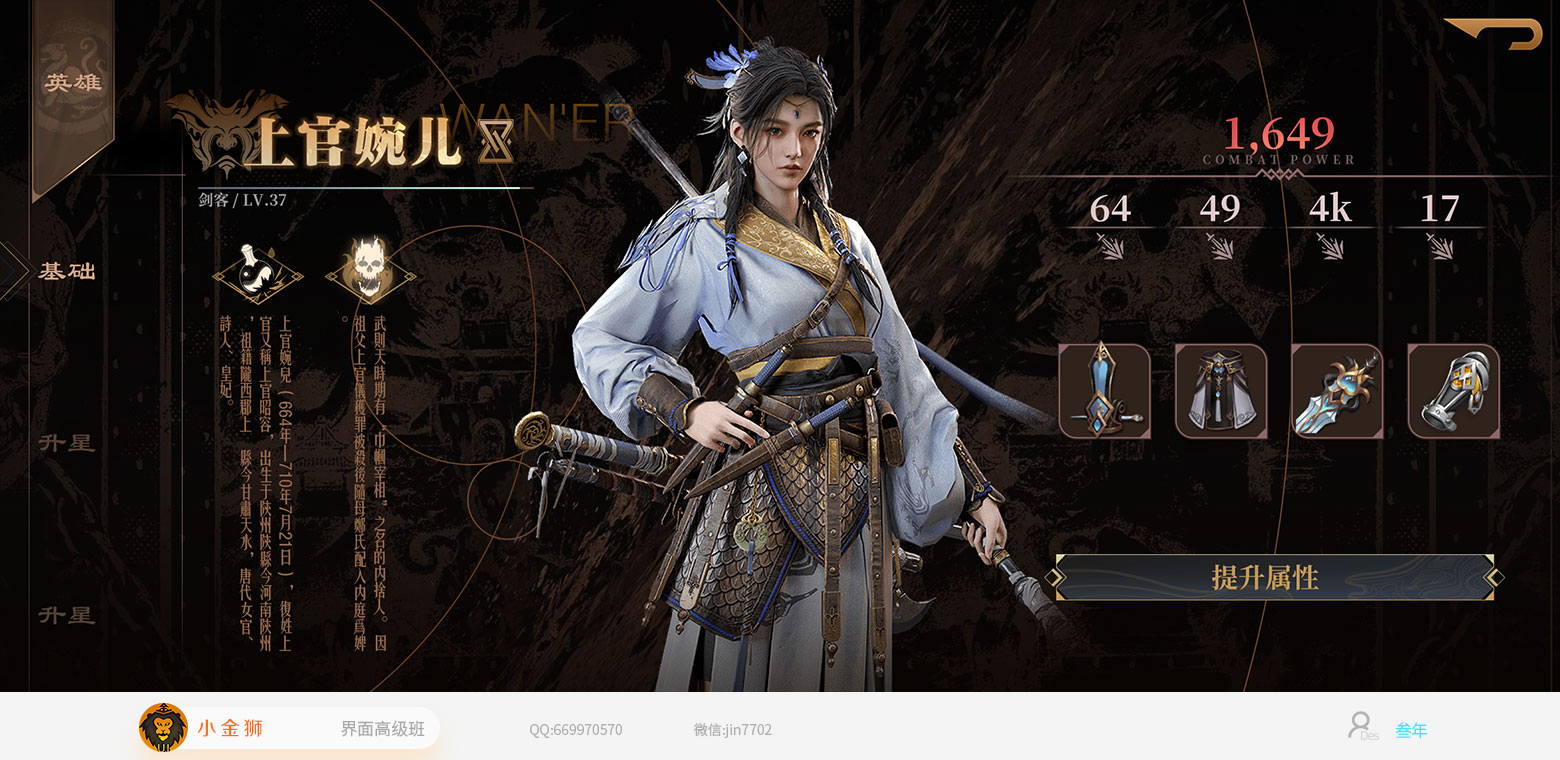 英雄
基础
升星
升星
上官婉儿
WAN'ER
剑客 / LV.37
上官婉兒（664年—710年7月21日），復姓上
官又稱上官昭容，出生于陝州陝縣今河南陝州
，祖籍隴西郡上　縣今甘肅天水，唐代女官、
詩人、皇妃。
武則天時期有“巾幗宰相”之名的内捨人。因
祖父上官儀獲罪被殺後隨母鄭氏配入内庭爲婢
。
1,649
COMBAT POWER
64
49
4k
17
提升属性
小金狮
界面高级班
QQ:669970570
微信:jin7702
Des
叁年